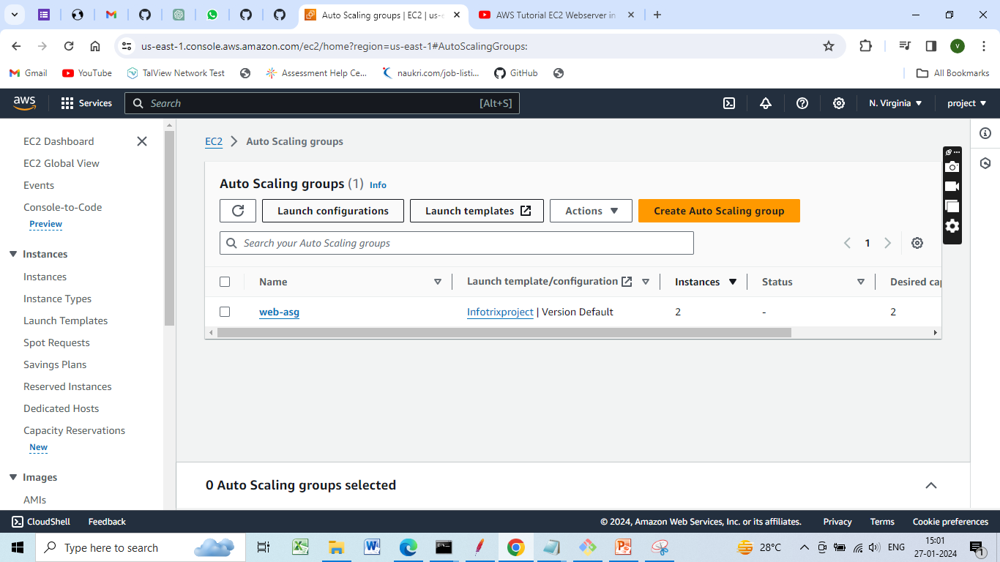 Auto Scaling groups | EC2 | us-e
AWS Tutorial EC2 Webserver in
us-east-1.console.aws.amazon.com/ec2/home?region=us-east-1#AutoScalingGroups:
V
Gmail YouTube TalView Network Test Assessment Help Ce... naukri.com/job-listi... GitHub All Bookmarks
aws Services Search [Alt+S] N. Virginia project
EC2 Dashboard
EC2 Global View
Events
Console-to-Code
Preview
Instances
Instances
Instance Types
Launch Templates
Spot Requests
Savings Plans
Reserved Instances
Dedicated Hosts
Capacity Reservations
New
Images
AMIs
EC2 Auto Scaling groups
Auto Scaling groups (1) Info
Launch configurations Launch templates Actions Create Auto Scaling group
Search your Auto Scaling groups 1
Name Launch template/configuration Instances Status Desired cap
web-asg Infotrixproject | Version Default 2 - 2
0 Auto Scaling groups selected
CloudShell Feedback © 2024, Amazon Web Services, Inc. or its affiliates. Privacy Terms Cookie preferences
Type here to search 28°C ENG 15:01
27-01-2024 1